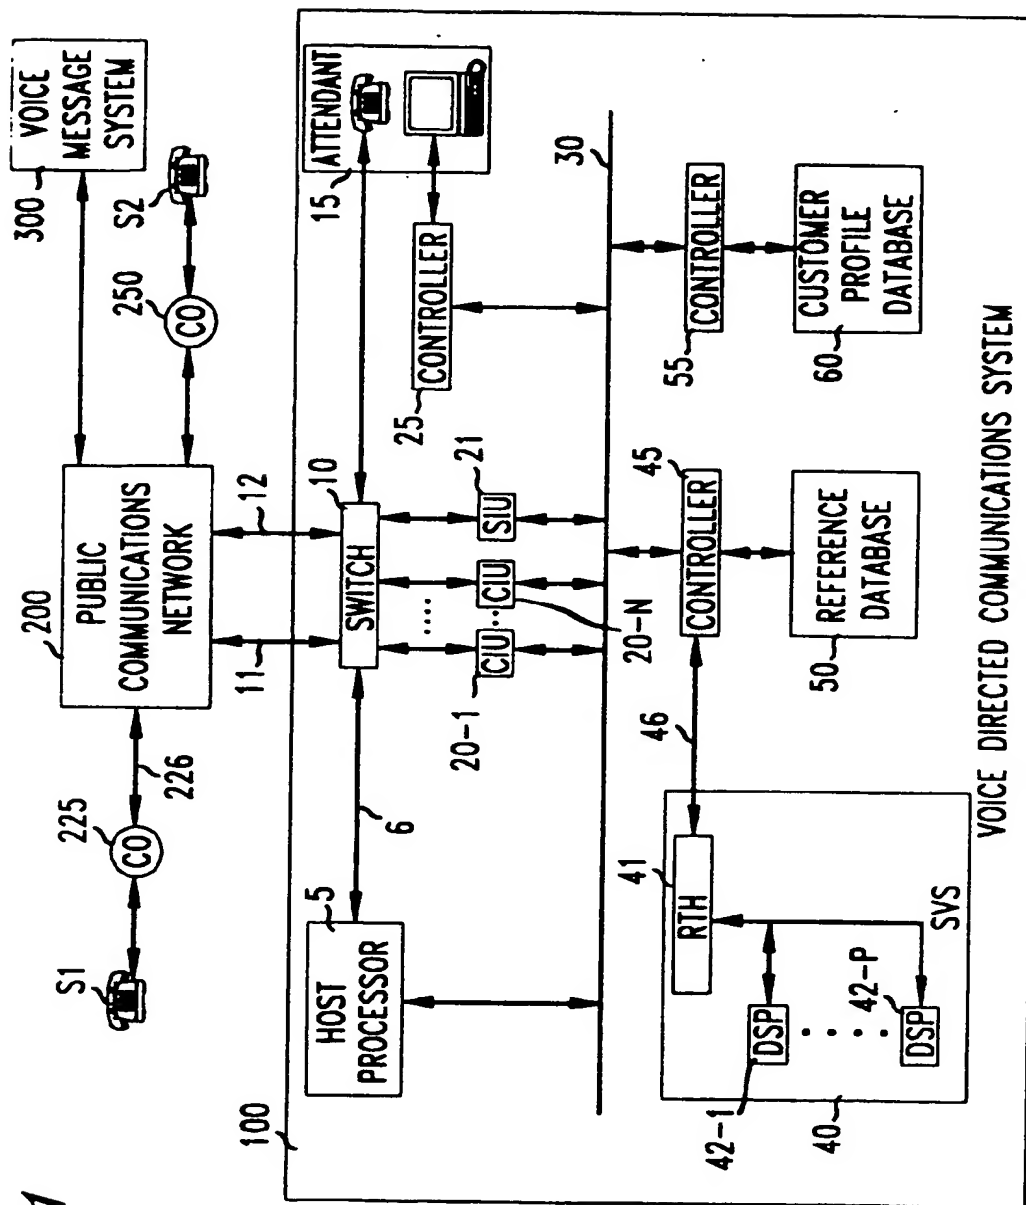 300
VOICE
MESSAGE
SYSTEM
S2
250
CO
200
PUBLIC
COMMUNICATIONS
NETWORK
226
225
CO
S1
11
12
100
5
HOST
PROCESSOR
6
10
SWITCH
15
ATTENDANT
25
CONTROLLER
20-1
CIU
....
..
CIU
20-N
21
SIU
30
46
45
CONTROLLER
50
REFERENCE
DATABASE
55
CONTROLLER
60
CUSTOMER
PROFILE
DATABASE
41
RTH
42-1
DSP
....
42-P
DSP
SVS
40
VOICE DIRECTED COMMUNICATIONS SYSTEM